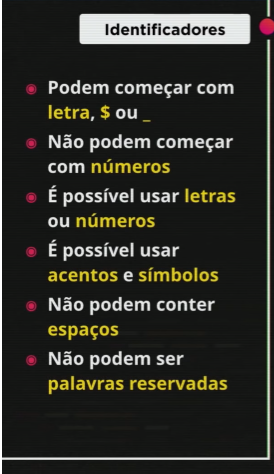 Identificadores
Podem começar com
letra, $ ou _
Não podem começar
com números
É possível usar letras
ou números
É possível usar
acentos e símbolos
Não podem conter
espaços
Não podem ser
palavras reservadas